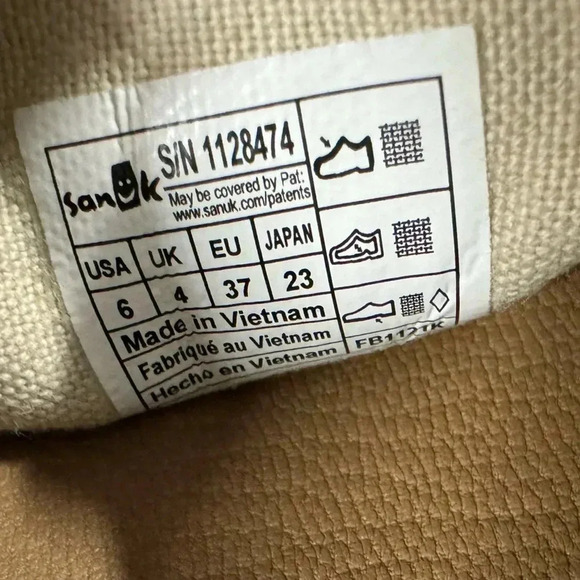 sanuk
S/N 1128474
May be covered by Pat:
www.sanuk.com/patents
USA UK EU JAPAN
6 4 37 23
Made in Vietnam
Fabriqué au Vietnam
Hecho en Vietnam
FB1121K